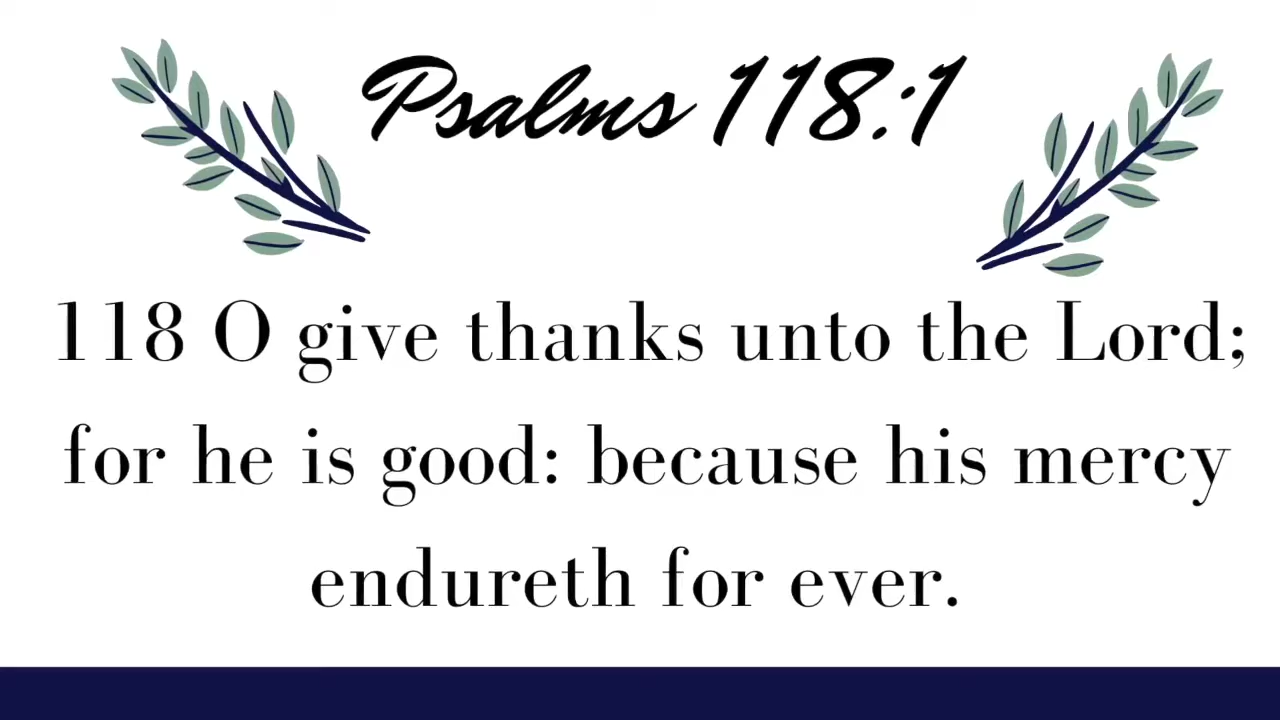 Psalms 118:1
118 O give thanks unto the Lord;
for he is good: because his mercy
endureth for ever.